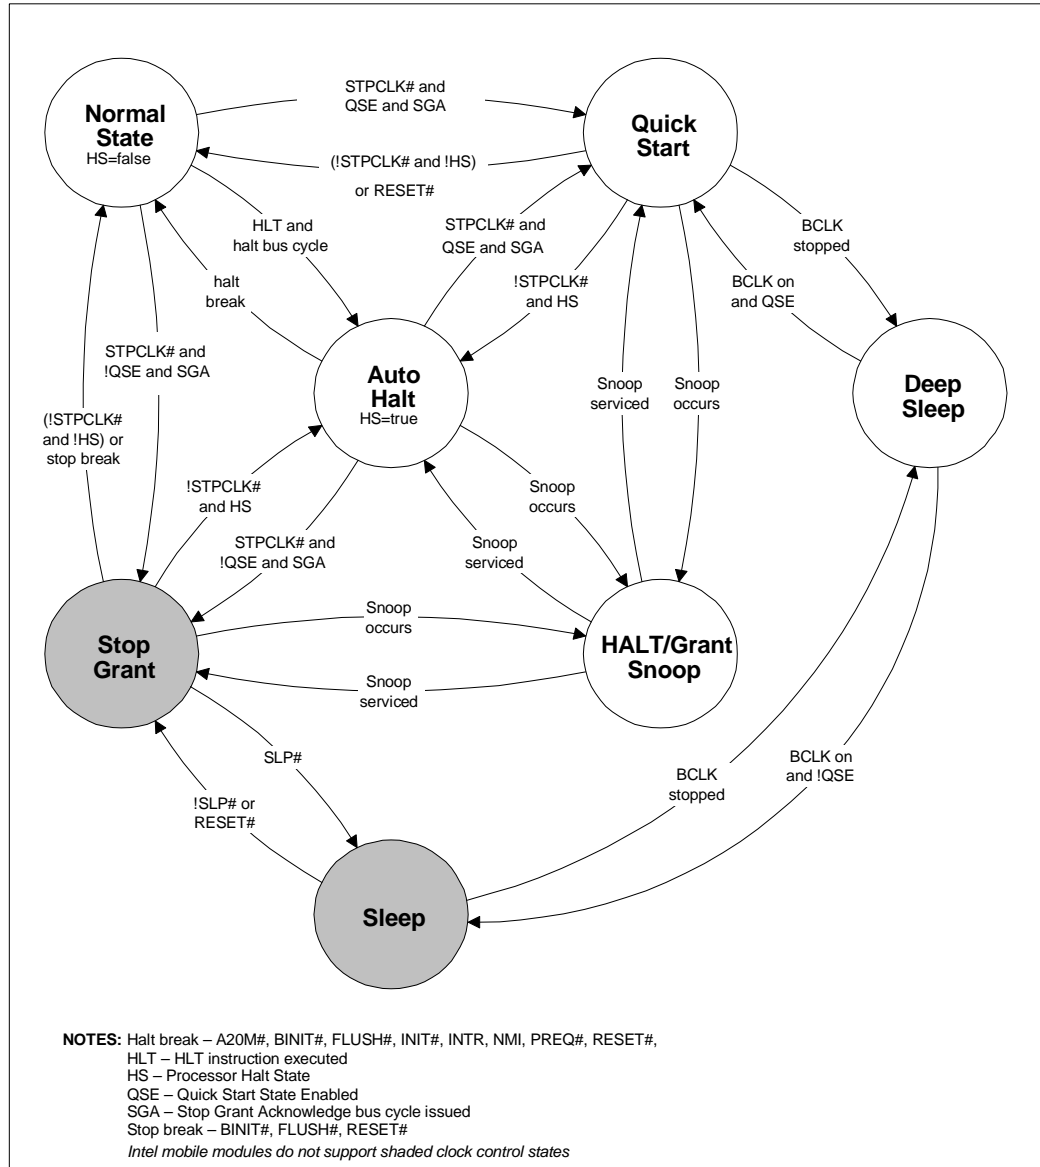 Normal
State
HS=false
STPCLK# and
QSE and SGA
Quick
Start
(!STPCLK# and !HS)
or RESET#
HLT and
halt bus cycle
STPCLK# and
QSE and SGA
BCLK
stopped
halt
break
!STPCLK#
and HS
BCLK on
and QSE
STPCLK# and
!QSE and SGA
Auto
Halt
HS=true
Snoop
serviced
Snoop
occurs
Deep
Sleep
(!STPCLK#
and !HS) or
stop break
!STPCLK#
and HS
Snoop
occurs
STPCLK# and
!QSE and SGA
Snoop
serviced
Stop
Grant
Snoop
occurs
HALT/Grant
Snoop
Snoop
serviced
SLP#
BCLK
stopped
BCLK on
and !QSE
!SLP# or
RESET#
Sleep
NOTES: Halt break – A20M#, BINIT#, FLUSH#, INIT#, INTR, NMI, PREQ#, RESET#,
HLT – HLT instruction executed
HS – Processor Halt State
QSE – Quick Start State Enabled
SGA – Stop Grant Acknowledge bus cycle issued
Stop break – BINIT#, FLUSH#, RESET#
Intel mobile modules do not support shaded clock control states